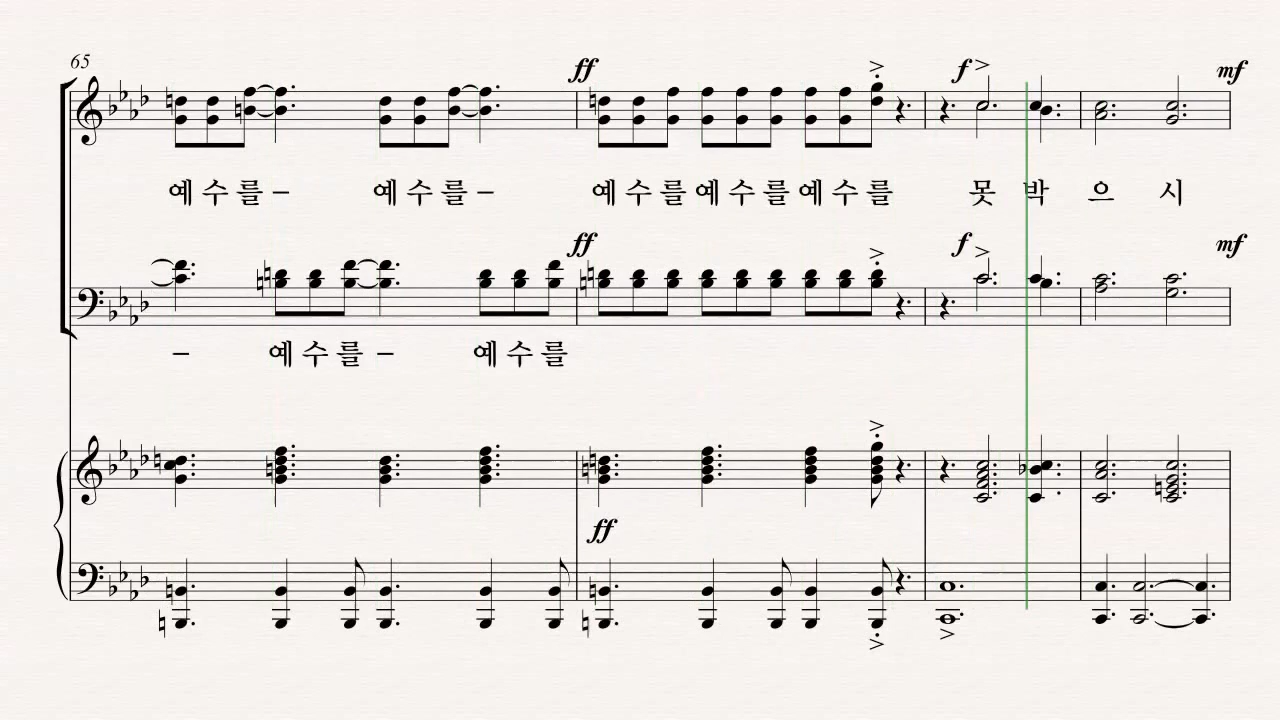 65
ff f mf
예 수 를 – 예 수 를 – 예 수 를 예 수 를 예 수 를 못 박 으 시
ff f mf
– 예 수 를 – 예 수 를
ff